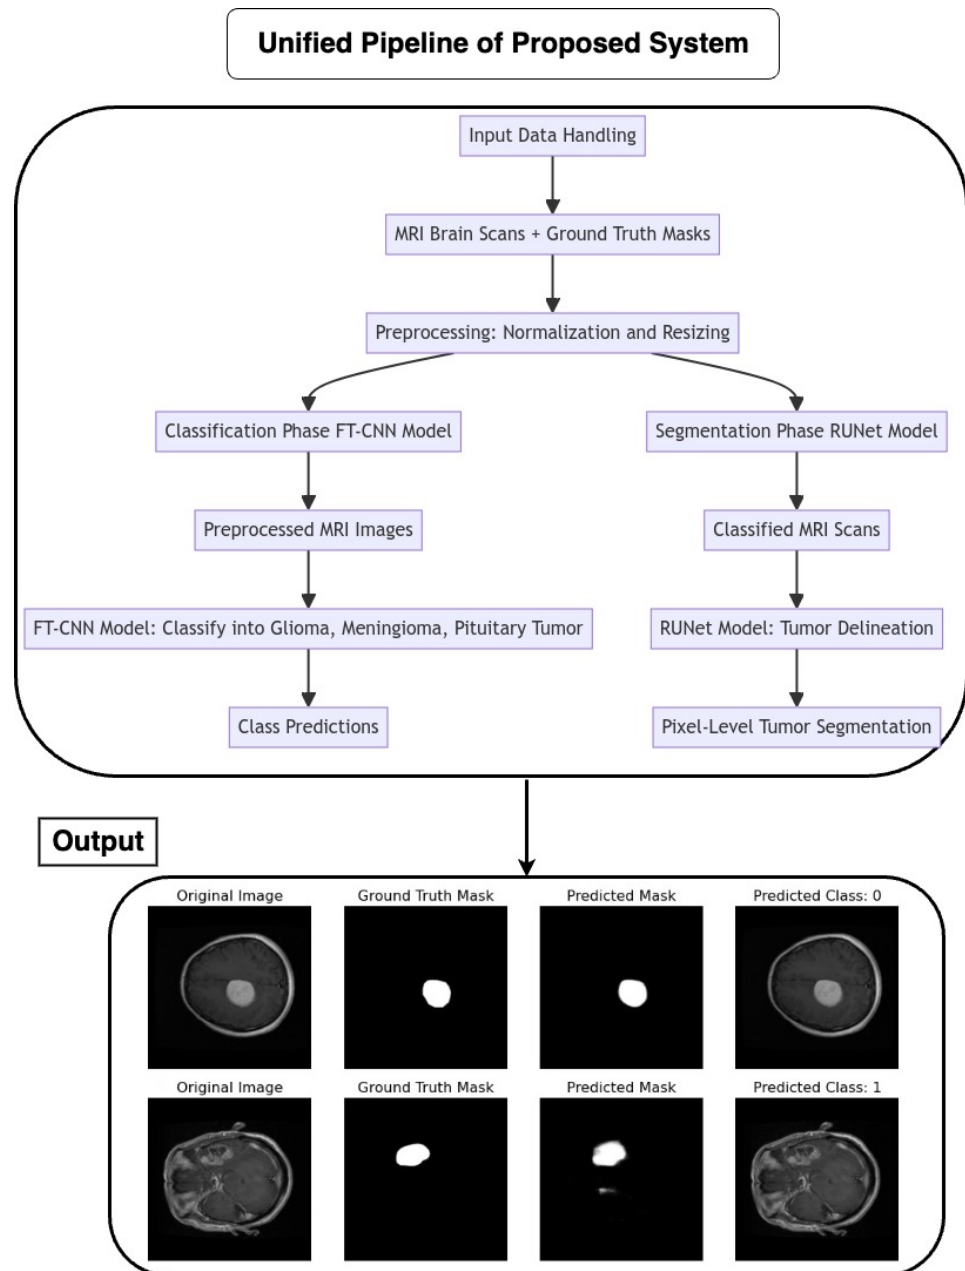 Unified Pipeline of Proposed System
Input Data Handling
MRI Brain Scans + Ground Truth Masks
Preprocessing: Normalization and Resizing
Classification Phase FT-CNN Model
Segmentation Phase RUNet Model
Preprocessed MRI Images
Classified MRI Scans
FT-CNN Model: Classify into Glioma, Meningioma, Pituitary Tumor
RUNet Model: Tumor Delineation
Class Predictions
Pixel-Level Tumor Segmentation
Output
Original Image
Ground Truth Mask
Predicted Mask
Predicted Class: 0
Original Image
Ground Truth Mask
Predicted Mask
Predicted Class: 1